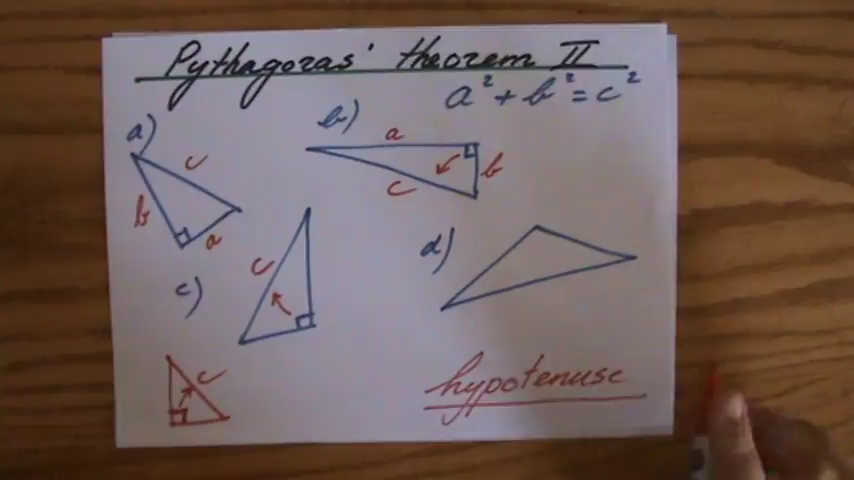 Pythagoras' theorem II
a² + b² = c²
a)
c
b
a
b)
a
b
c
c)
c
d)
c
hypotenuse